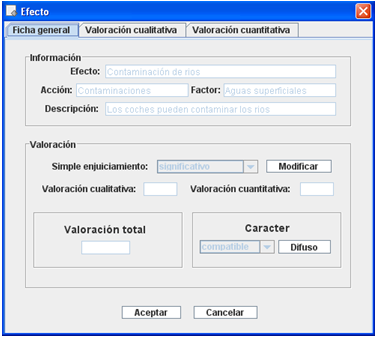 Efecto
Ficha general Valoración cualitativa Valoración cuantitativa
Información
Efecto: Contaminación de rios
Acción: Contaminaciones Factor: Aguas superficiales
Descripción: Los coches pueden contaminar los rios
Valoración
Simple enjuiciamiento: significativo Modificar
Valoración cualitativa: Valoración cuantitativa:
Valoración total Caracter
compatible Difuso
Aceptar Cancelar